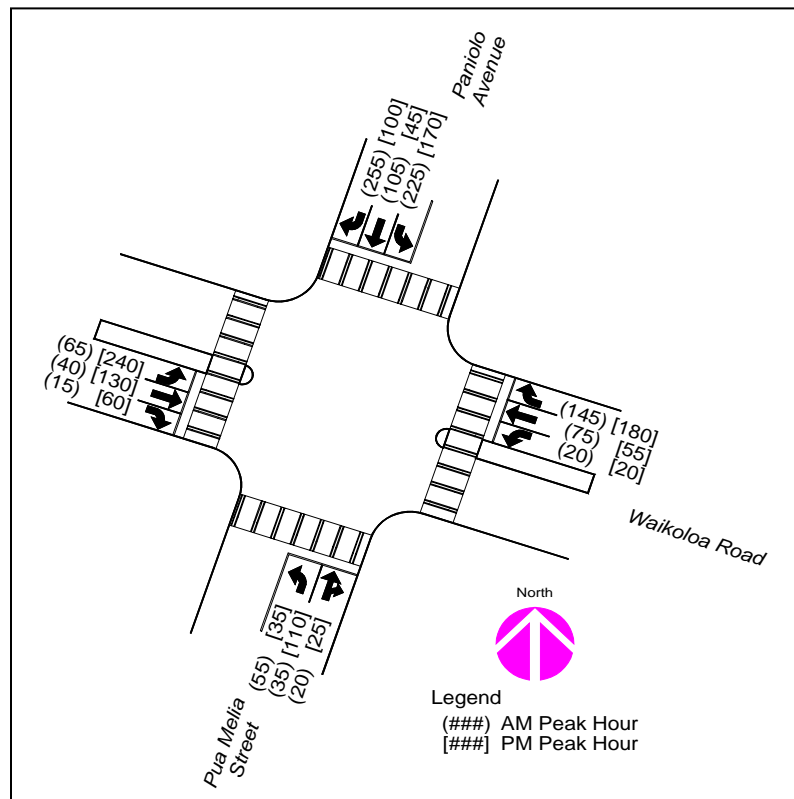 Paniolo
Avenue
(255) [100]
(105) [45]
(225) [170]
(65) [240]
(40) [130]
(15) [60]
(145) [180]
(75) [55]
(20) [20]
Waikoloa Road
(55) [35]
(35) [110]
(20) [25]
Pua Melia
Street
North
Legend
(###) AM Peak Hour
[###] PM Peak Hour